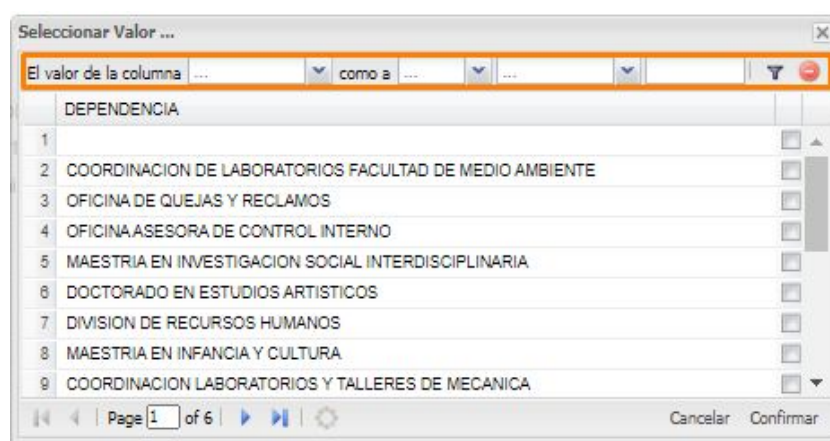 Seleccionar Valor ...
El valor de la columna ... como a ... ...
DEPENDENCIA
1
2 COORDINACION DE LABORATORIOS FACULTAD DE MEDIO AMBIENTE
3 OFICINA DE QUEJAS Y RECLAMOS
4 OFICINA ASESORA DE CONTROL INTERNO
5 MAESTRIA EN INVESTIGACION SOCIAL INTERDISCIPLINARIA
6 DOCTORADO EN ESTUDIOS ARTISTICOS
7 DIVISION DE RECURSOS HUMANOS
8 MAESTRIA EN INFANCIA Y CULTURA
9 COORDINACION LABORATORIOS Y TALLERES DE MECANICA
Page 1 of 6 Cancelar Confirmar